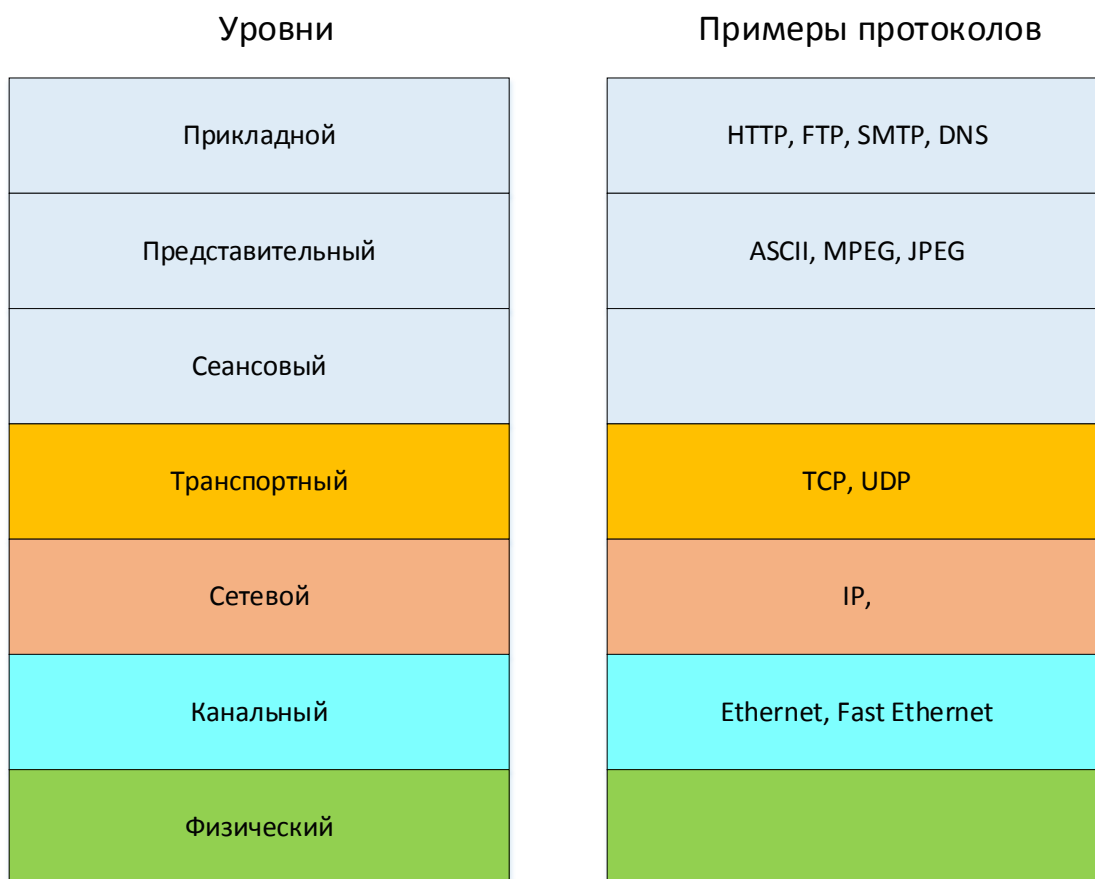 Уровни
Примеры протоколов
Прикладной
HTTP, FTP, SMTP, DNS
Представительный
ASCII, MPEG, JPEG
Сеансовый
Транспортный
TCP, UDP
Сетевой
IP,
Канальный
Ethernet, Fast Ethernet
Физический